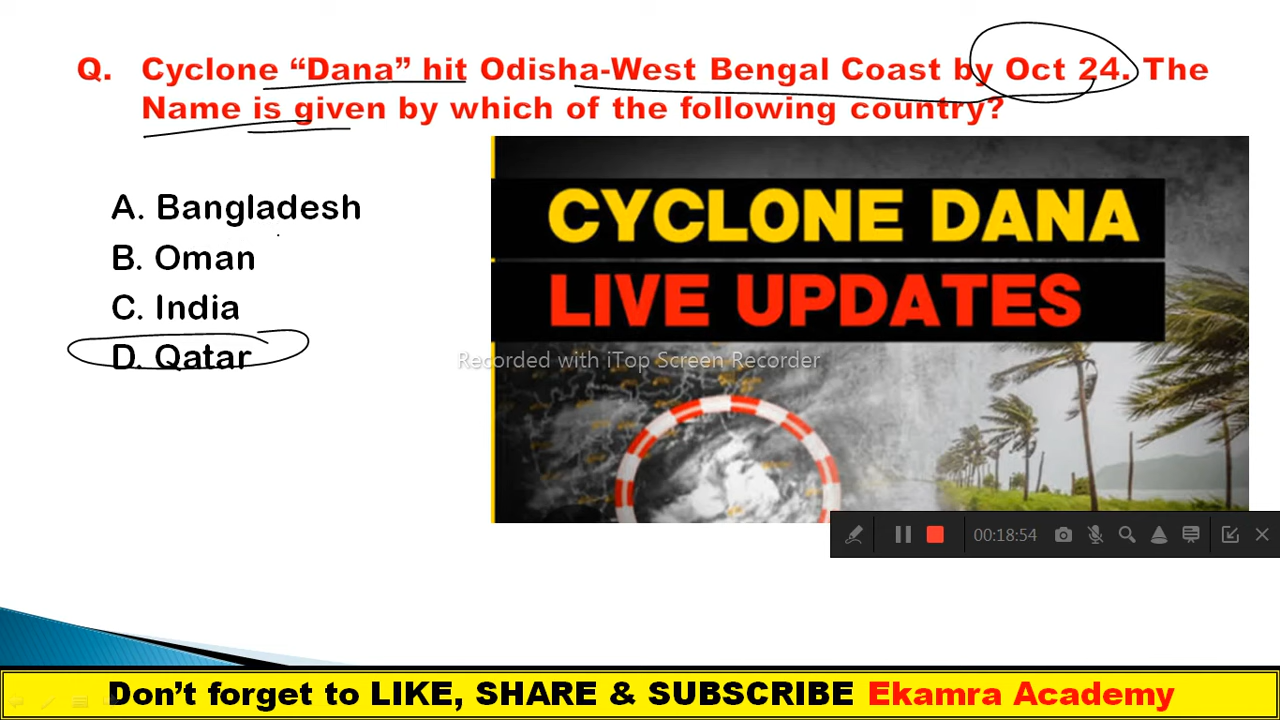 Q. Cyclone “Dana” hit Odisha-West Bengal Coast by Oct 24. The
Name is given by which of the following country?
A. Bangladesh
B. Oman
C. India
D. Qatar
CYCLONE DANA
LIVE UPDATES
Recorded with iTop Screen Recorder
00:18:54
Don’t forget to LIKE, SHARE & SUBSCRIBE Ekamra Academy